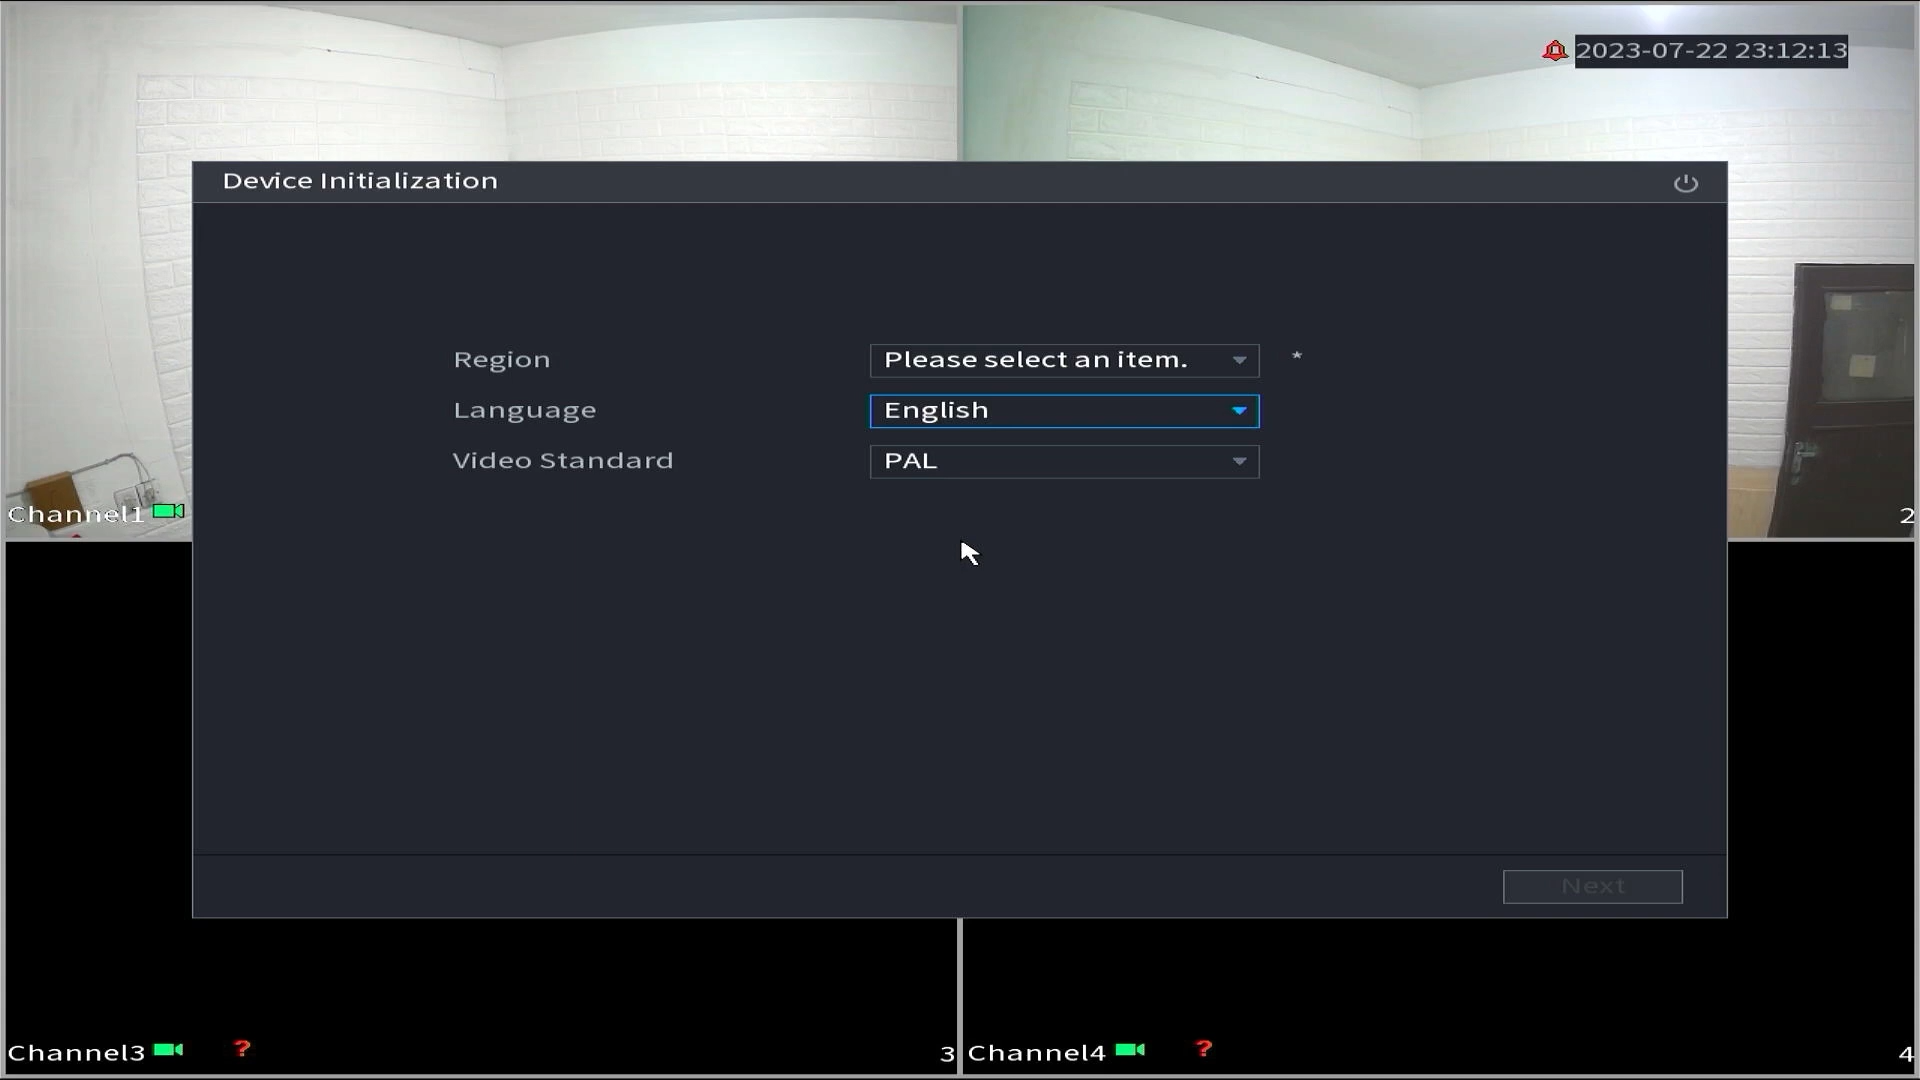 2023-07-22 23:12:13
Device Initialization
Region Please select an item. *
Language English
Video Standard PAL
Channel1
2
Next
Channel3 ? 3
Channel4 ? 4